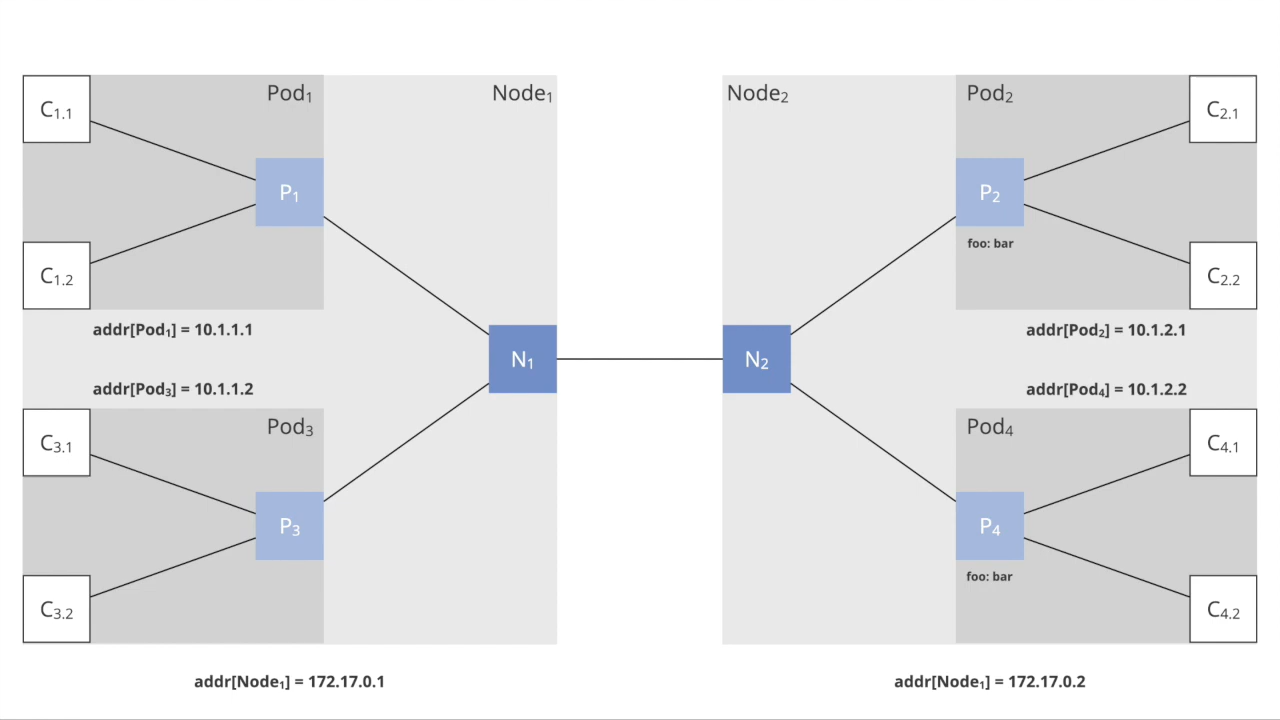 C1.1
Pod1
Node1
Node2
Pod2
C2.1
P1
P2
foo: bar
C1.2
C2.2
addr[Pod1] = 10.1.1.1
addr[Pod2] = 10.1.2.1
N1
N2
addr[Pod3] = 10.1.1.2
addr[Pod4] = 10.1.2.2
C3.1
Pod3
Pod4
C4.1
P3
P4
foo: bar
C3.2
C4.2
addr[Node1] = 172.17.0.1
addr[Node1] = 172.17.0.2